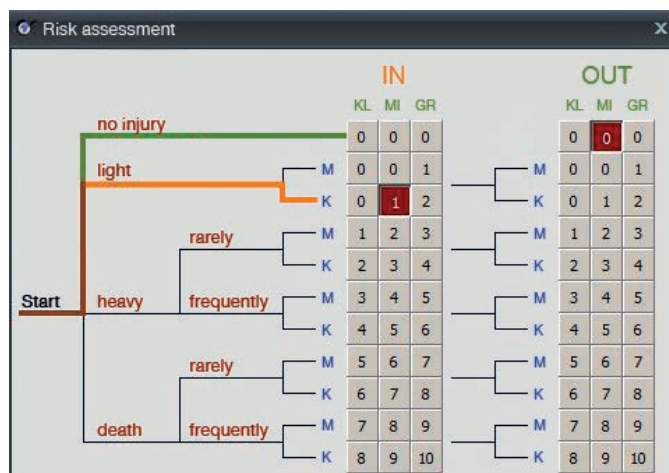 Risk assessment x
IN OUT
KL MI GR KL MI GR
no injury 0 0 0 0 0 0
light M 0 0 1 M 0 0 1
K 0 1 2 K 0 1 2
rarely M 1 2 3 M 1 2 3
K 2 3 4 K 2 3 4
Start heavy frequently M 3 4 5 M 3 4 5
K 4 5 6 K 4 5 6
rarely M 5 6 7 M 5 6 7
K 6 7 8 K 6 7 8
death frequently M 7 8 9 M 7 8 9
K 8 9 10 K 8 9 10